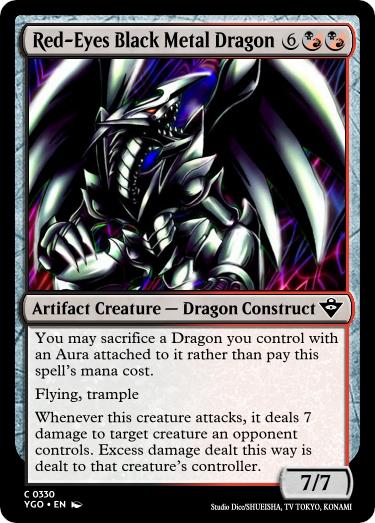 Red-Eyes Black Metal Dragon 6
Artifact Creature — Dragon Construct
You may sacrifice a Dragon you control with
an Aura attached to it rather than pay this
spell's mana cost.
Flying, trample
Whenever this creature attacks, it deals 7
damage to target creature an opponent
controls. Excess damage dealt this way is
dealt to that creature's controller.
7/7
C 0330
YGO • EN
Studio Dice/SHUEISHA, TV TOKYO, KONAMI